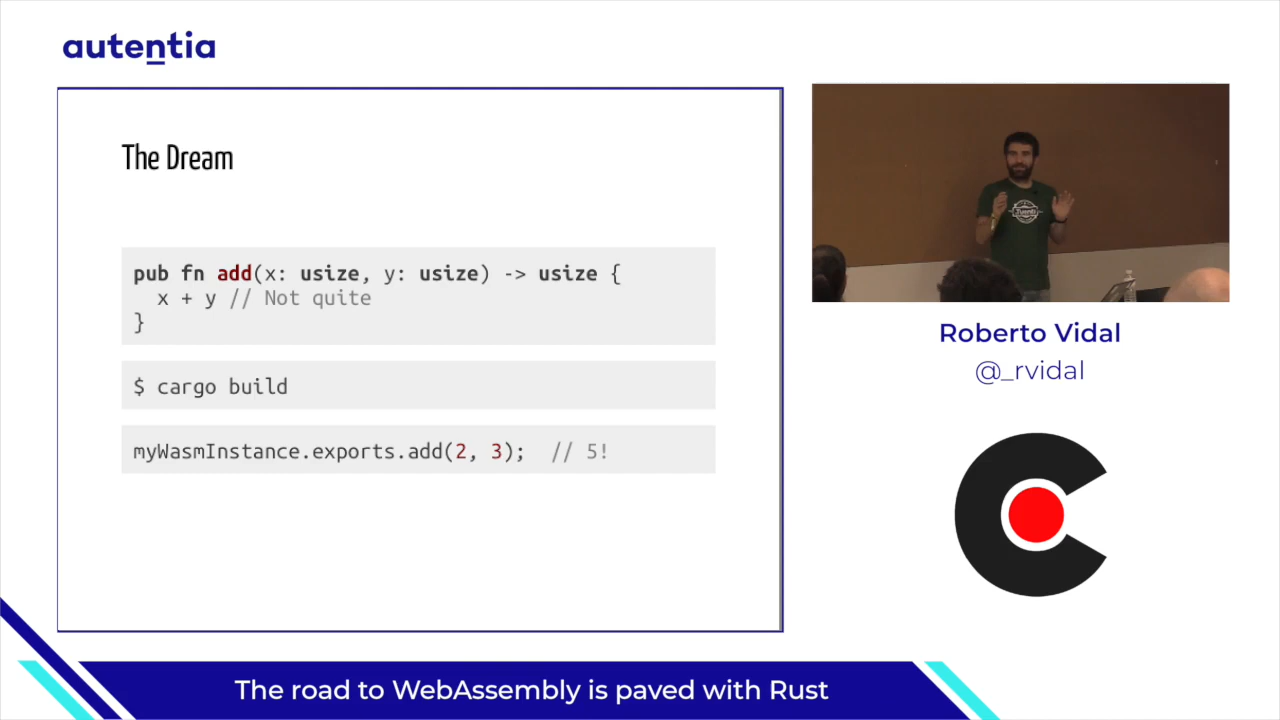 autentia
The Dream
pub fn add(x: usize, y: usize) -> usize {
  x + y // Not quite
}
$ cargo build
myWasmInstance.exports.add(2, 3);  // 5!
Roberto Vidal
@_rvidal
The road to WebAssembly is paved with Rust